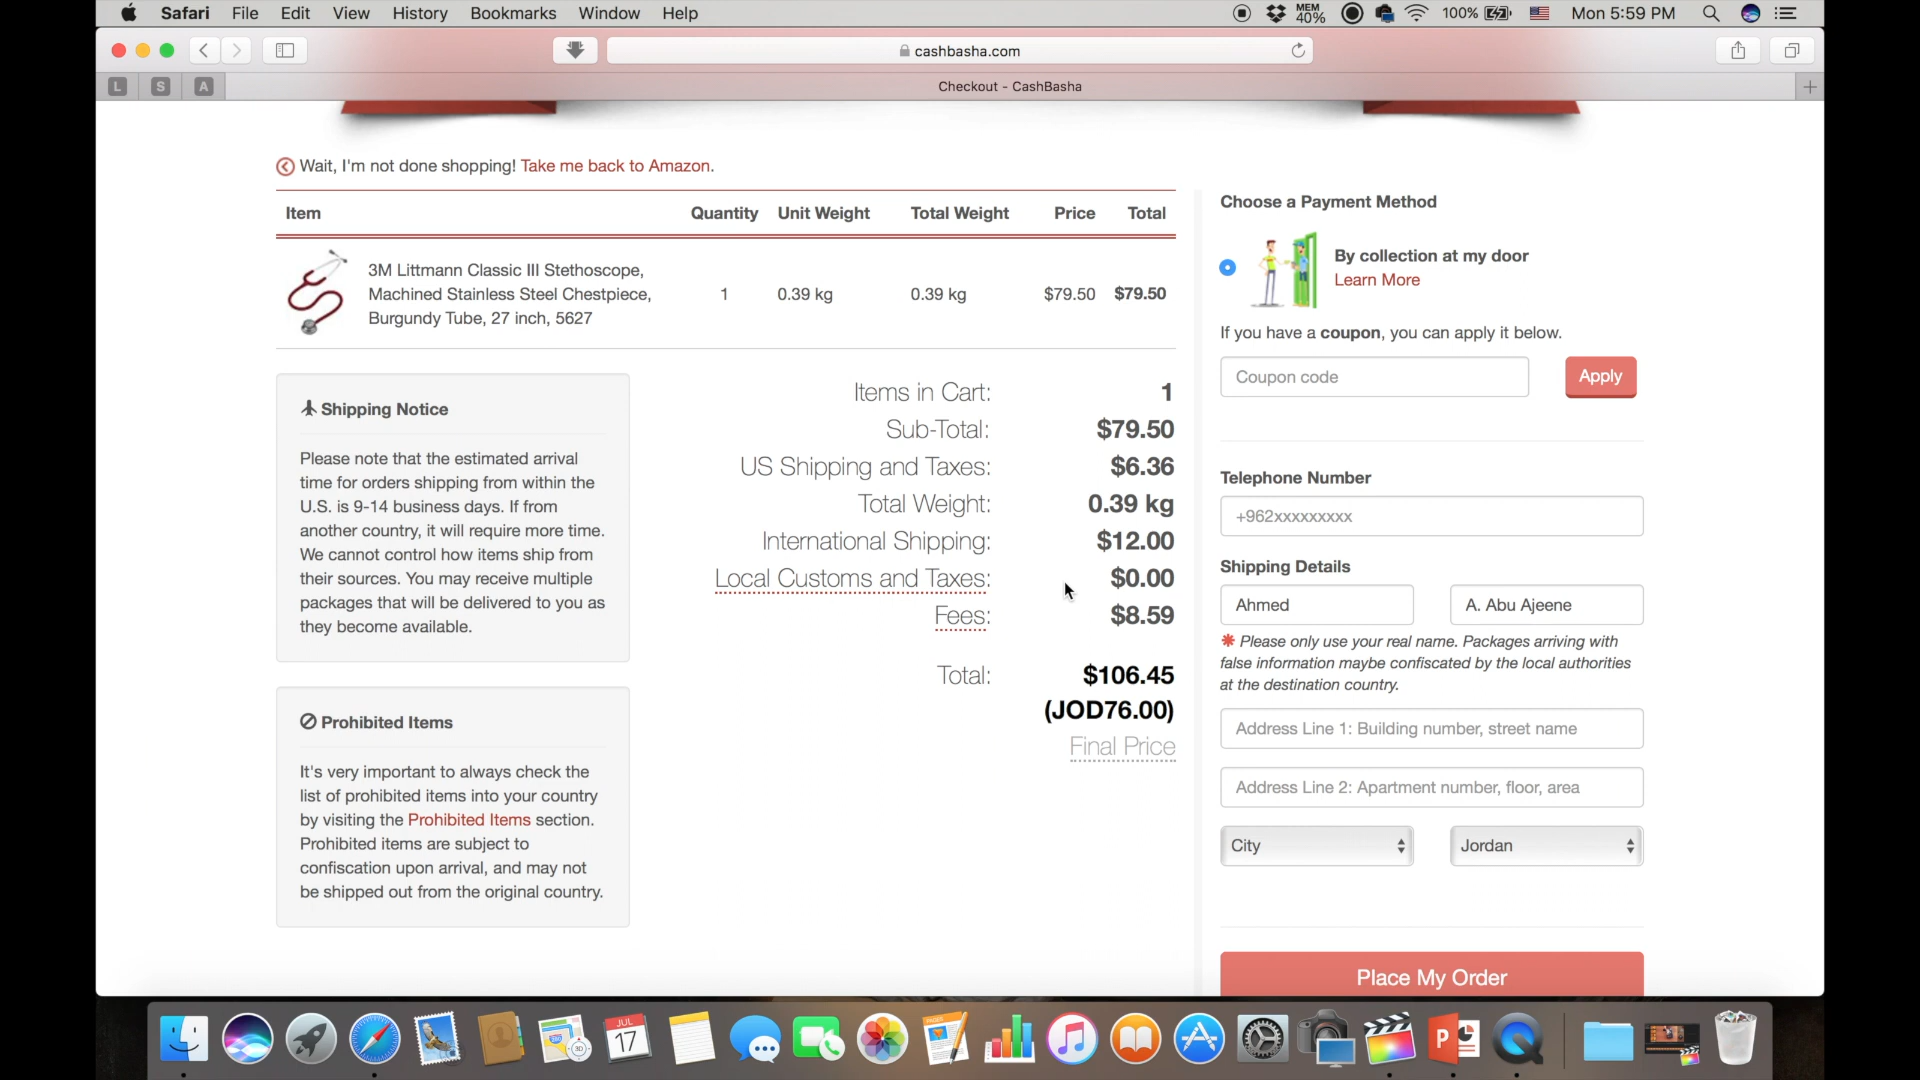 Safari File Edit View History Bookmarks Window Help MEM 40% 100% Mon 5:59 PM
cashbasha.com
L S A Checkout - CashBasha
Wait, I'm not done shopping! Take me back to Amazon.
Item Quantity Unit Weight Total Weight Price Total
3M Littmann Classic III Stethoscope,
Machined Stainless Steel Chestpiece,
Burgundy Tube, 27 inch, 5627
1 0.39 kg 0.39 kg $79.50 $79.50
Shipping Notice
Please note that the estimated arrival
time for orders shipping from within the
U.S. is 9-14 business days. If from
another country, it will require more time.
We cannot control how items ship from
their sources. You may receive multiple
packages that will be delivered to you as
they become available.
Prohibited Items
It's very important to always check the
list of prohibited items into your country
by visiting the Prohibited Items section.
Prohibited items are subject to
confiscation upon arrival, and may not
be shipped out from the original country.
Items in Cart: 1
Sub-Total: $79.50
US Shipping and Taxes: $6.36
Total Weight: 0.39 kg
International Shipping: $12.00
Local Customs and Taxes: $0.00
Fees: $8.59
Total: $106.45
(JOD76.00)
Final Price
Choose a Payment Method
By collection at my door
Learn More
If you have a coupon, you can apply it below.
Coupon code Apply
Telephone Number
+962xxxxxxxxx
Shipping Details
Ahmed A. Abu Ajeene
Please only use your real name. Packages arriving with
false information maybe confiscated by the local authorities
at the destination country.
Address Line 1: Building number, street name
Address Line 2: Apartment number, floor, area
City Jordan
Place My Order
JUL
17